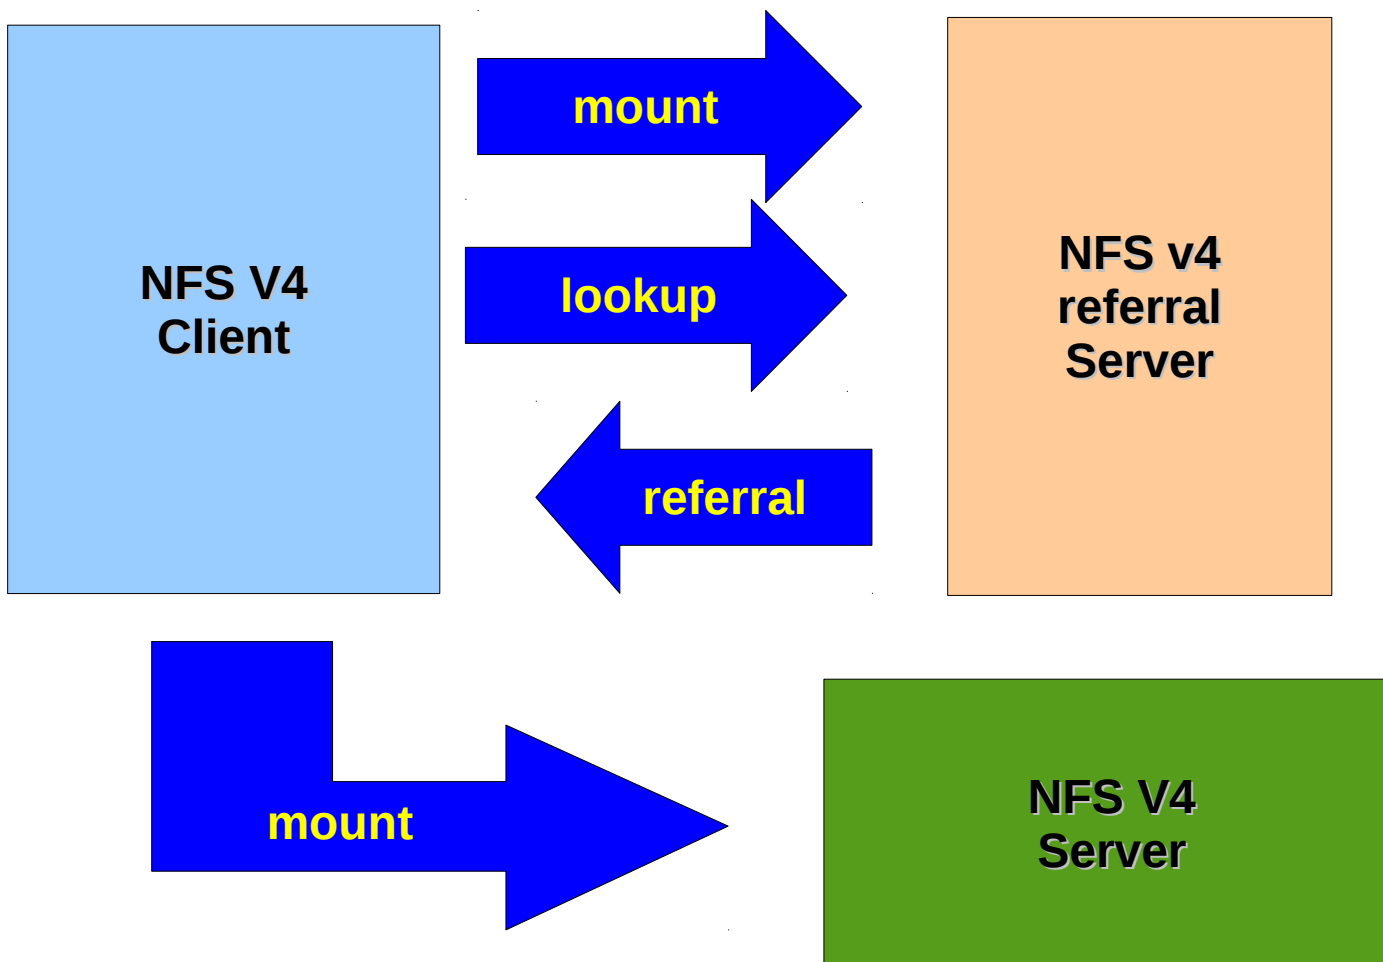 mount
NFS V4
Client
lookup
NFS v4
referral
Server
referral
mount
NFS V4
Server